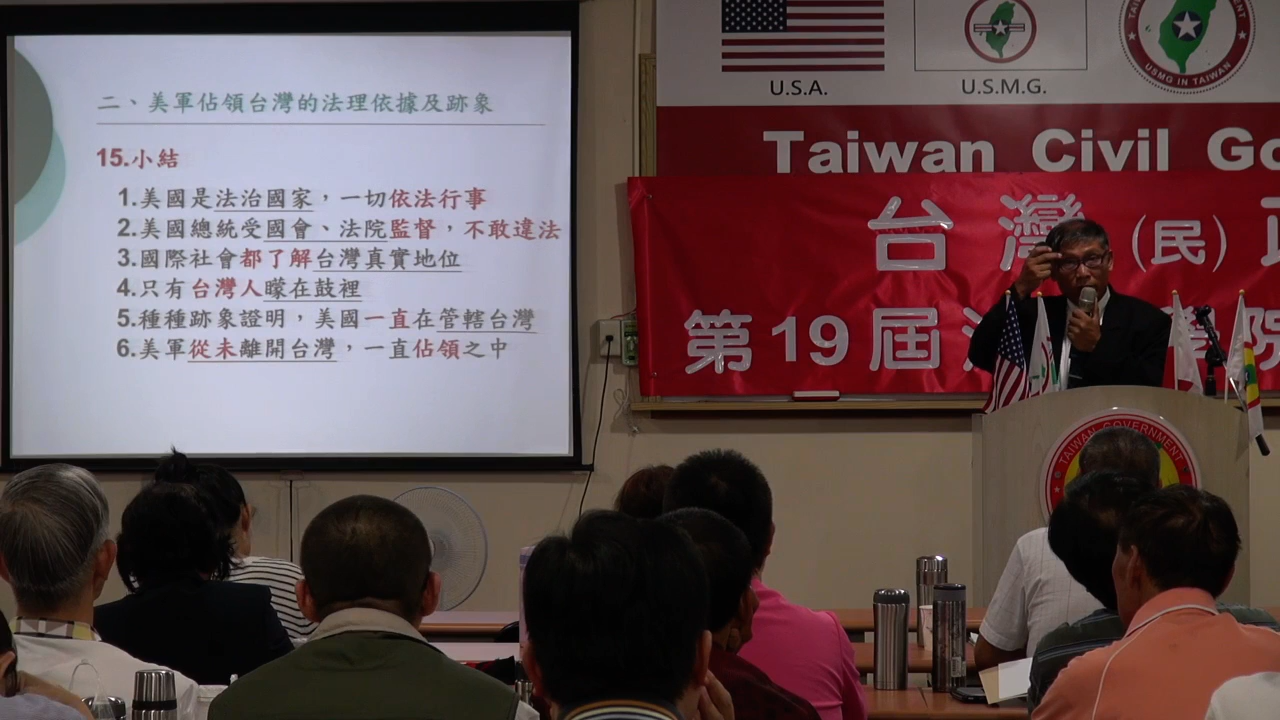 二、美軍佔領台灣的法理依據及跡象
15.小結
1.美國是法治國家，一切依法行事
2.美國總統受國會、法院監督，不敢違法
3.國際社會都了解台灣真實地位
4.只有台灣人矇在鼓裡
5.種種跡象證明，美國一直在管轄台灣
6.美軍從未離開台灣，一直佔領之中
U.S.A.
U.S.M.G.
USMG IN TAIWAN
Taiwan Civil Go
台灣(民)
第19屆
院
TAIWAN GOVERNMENT